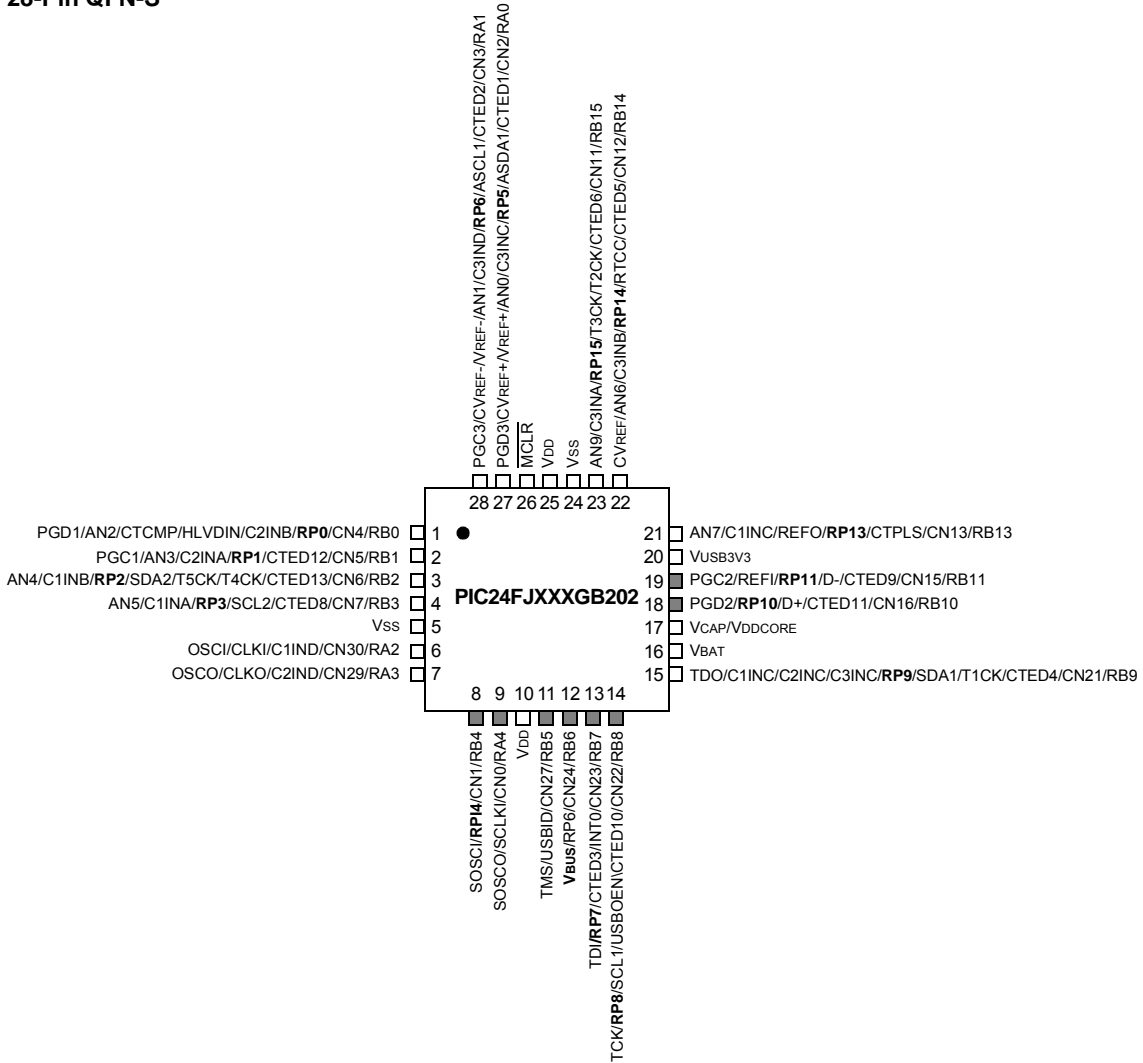 28-Pin QFN-S
PGC3/CVREF-/VREF-/AN1/C3IND/RP6/ASCL1/CTED2/CN3/RA1
PGD3\CVREF+/VREF+/AN0/C3INC/RP5/ASDA1/CTED1/CN2/RA0
MCLR
VDD
VSS
AN9/C3INA/RP15/T3CK/T2CK/CTED6/CN11/RB15
CVREF/AN6/C3INB/RP14/RTCC/CTED5/CN12/RB14
28 27 26 25 24 23 22
PGD1/AN2/CTCMP/HLVDIN/C2INB/RP0/CN4/RB0 1
PGC1/AN3/C2INA/RP1/CTED12/CN5/RB1 2
AN4/C1INB/RP2/SDA2/T5CK/T4CK/CTED13/CN6/RB2 3
AN5/C1INA/RP3/SCL2/CTED8/CN7/RB3 4
VSS 5
OSCI/CLKI/C1IND/CN30/RA2 6
OSCO/CLKO/C2IND/CN29/RA3 7
PIC24FJXXXGB202
21 AN7/C1INC/REFO/RP13/CTPLS/CN13/RB13
20 VUSB3V3
19 PGC2/REFI/RP11/D-/CTED9/CN15/RB11
18 PGD2/RP10/D+/CTED11/CN16/RB10
17 VCAP/VDDCORE
16 VBAT
15 TDO/C1INC/C2INC/C3INC/RP9/SDA1/T1CK/CTED4/CN21/RB9
8 9 10 11 12 13 14
SOSCI/RPI4/CN1/RB4
SOSCO/SCLKI/CN0/RA4
VDD
TMS/USBID/CN27/RB5
VBUS/RP6/CN24/RB6
TDI/RP7/CTED3/INT0/CN23/RB7
TCK/RP8/SCL1/USBOEN\CTED10/CN22/RB8